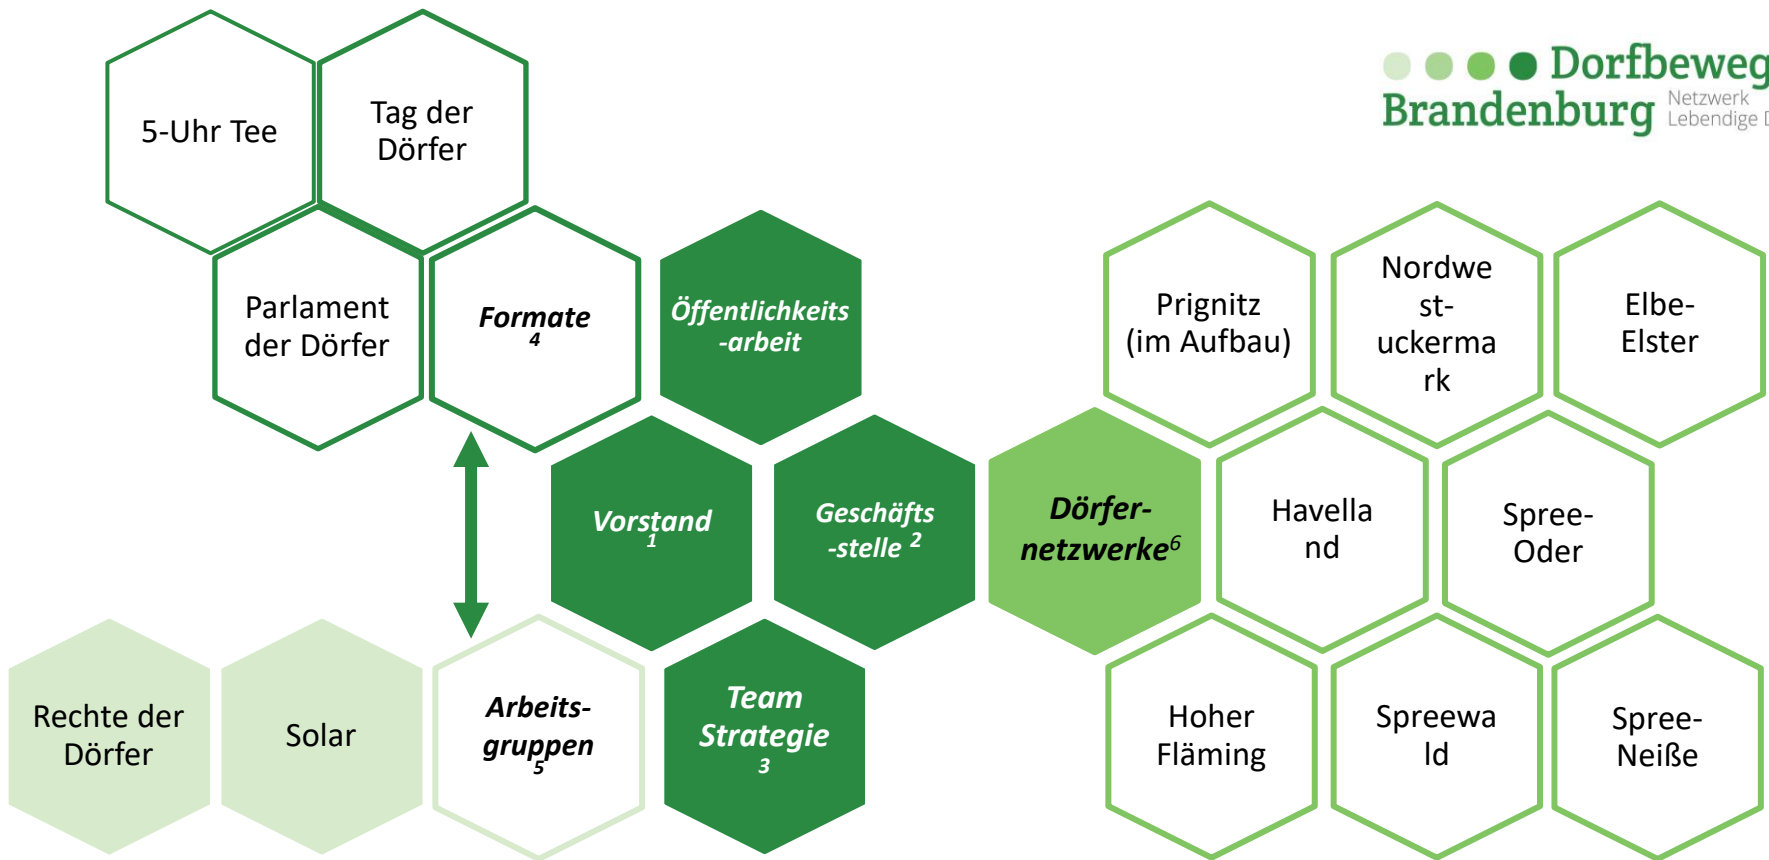 Dorfbeweg
Brandenburg
Netzwerk
Lebendige D
5-Uhr Tee
Tag der
Dörfer
Parlament
der Dörfer
Formate
4
Öffentlichkeits
-arbeit
Prignitz
(im Aufbau)
Nordwe
st-
uckerma
rk
Elbe-
Elster
Vorstand
1
Geschäfts
-stelle 2
Dörfer-
netzwerke6
Havella
nd
Spree-
Oder
Rechte der
Dörfer
Solar
Arbeits-
gruppen
5
Team
Strategie
3
Hoher
Fläming
Spreewa
ld
Spree-
Neiße